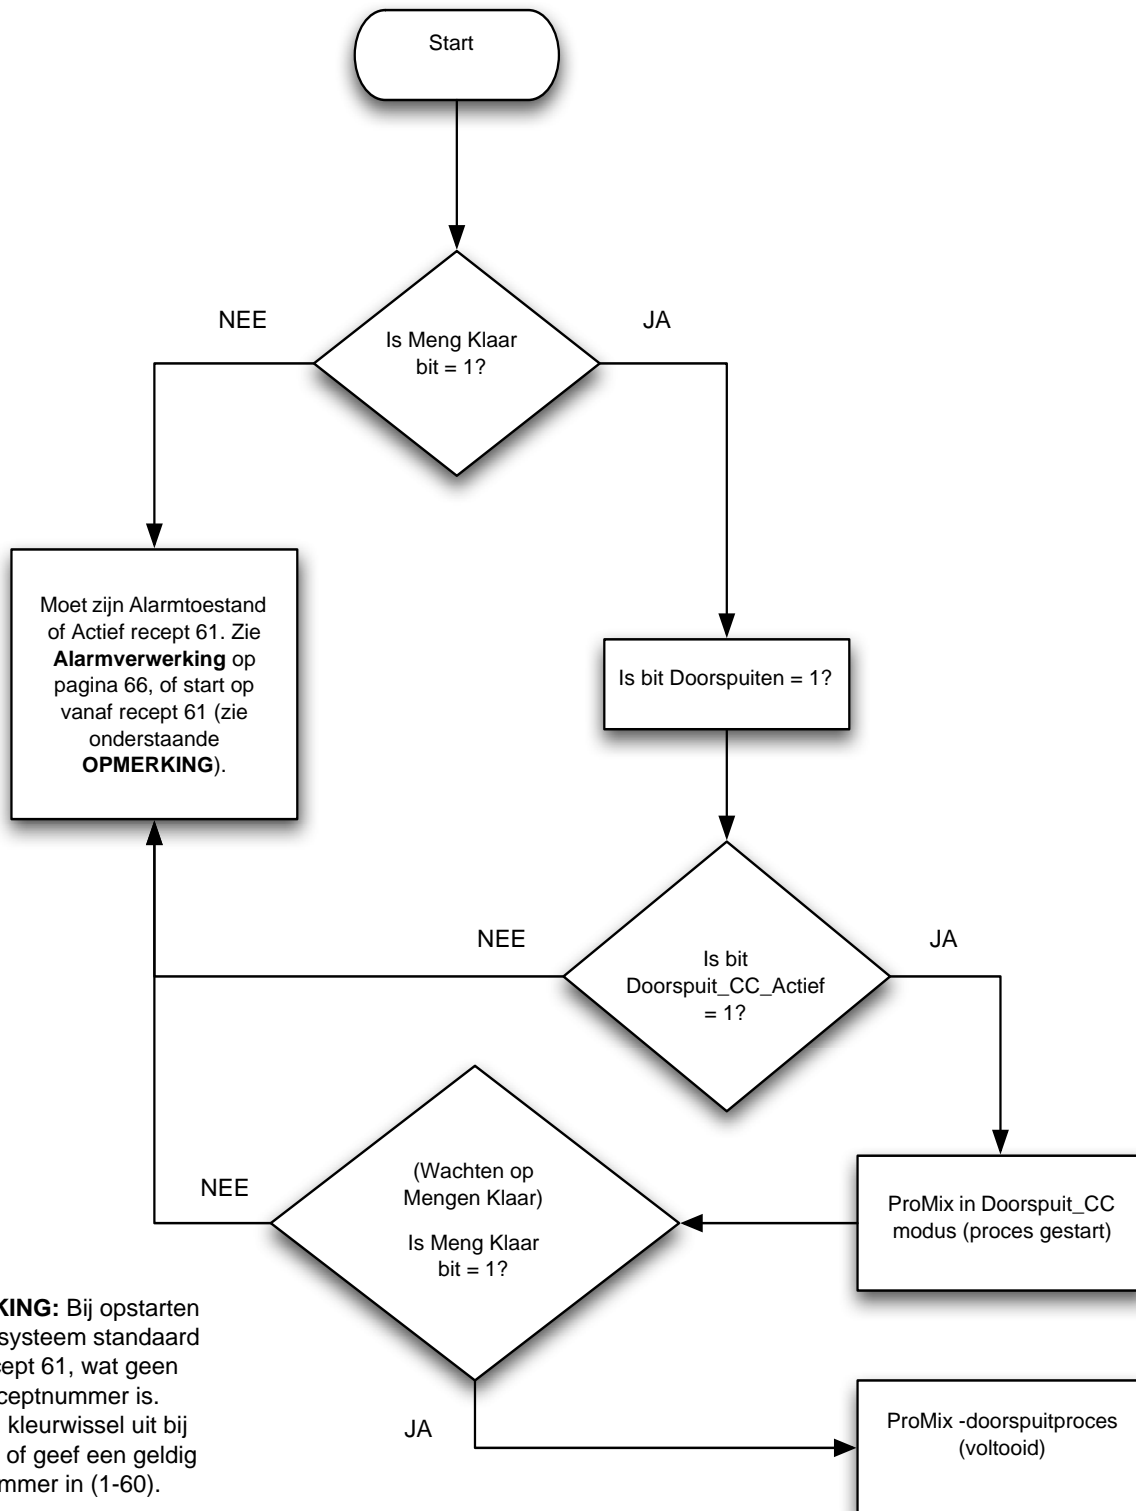 Start
NEE
JA
Is Meng Klaar
bit = 1?
Moet zijn Alarmtoestand
of Actief recept 61. Zie
Alarmverwerking op
pagina 66, of start op
vanaf recept 61 (zie
onderstaande
OPMERKING).
Is bit Doorspuiten = 1?
NEE
JA
Is bit
Doorspuit_CC_Actief
= 1?
NEE
(Wachten op
Mengen Klaar)
Is Meng Klaar
bit = 1?
ProMix in Doorspuit_CC
modus (proces gestart)
KING: Bij opstarten
systeem standaard
cept 61, wat geen
ceptnummer is.
kleurwissel uit bij
of geef een geldig
mmer in (1-60).
JA
ProMix -doorspuitproces
(voltooid)